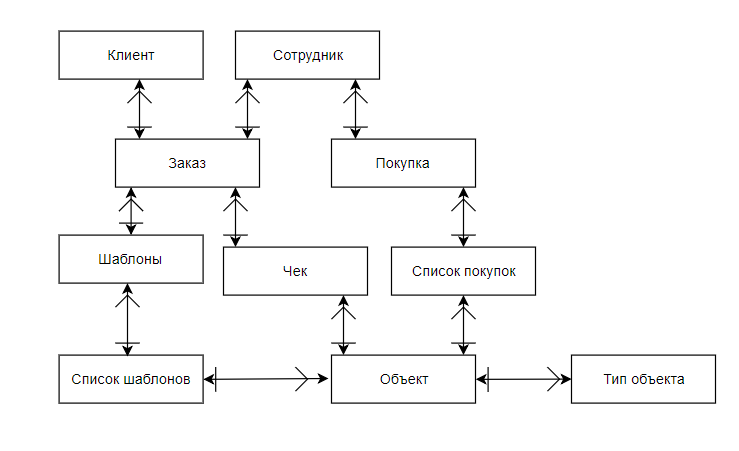 Клиент
Сотрудник
Заказ
Покупка
Шаблоны
Чек
Список покупок
Список шаблонов
Объект
Тип объекта